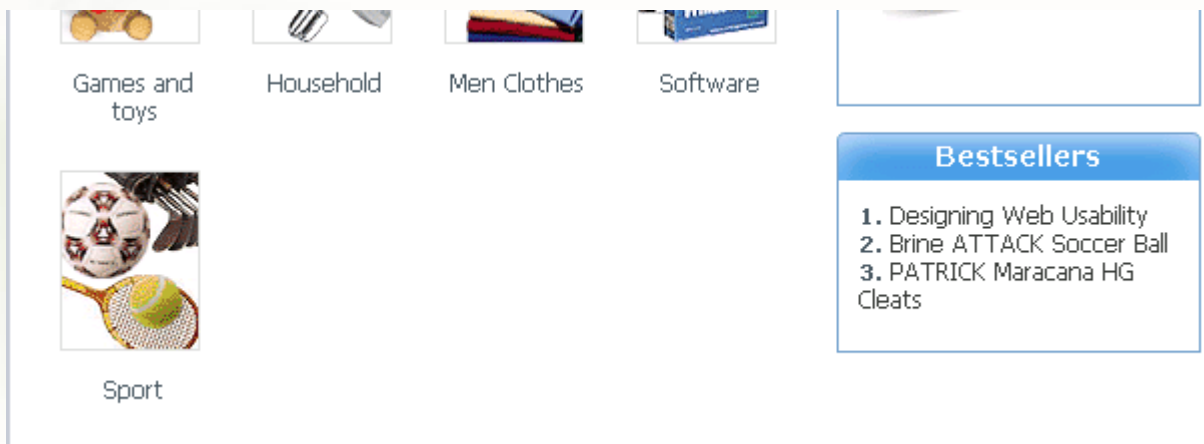 Games and
toys
Household
Men Clothes
Software
Sport
Bestsellers
1. Designing Web Usability
2. Brine ATTACK Soccer Ball
3. PATRICK Maracana HG
Cleats